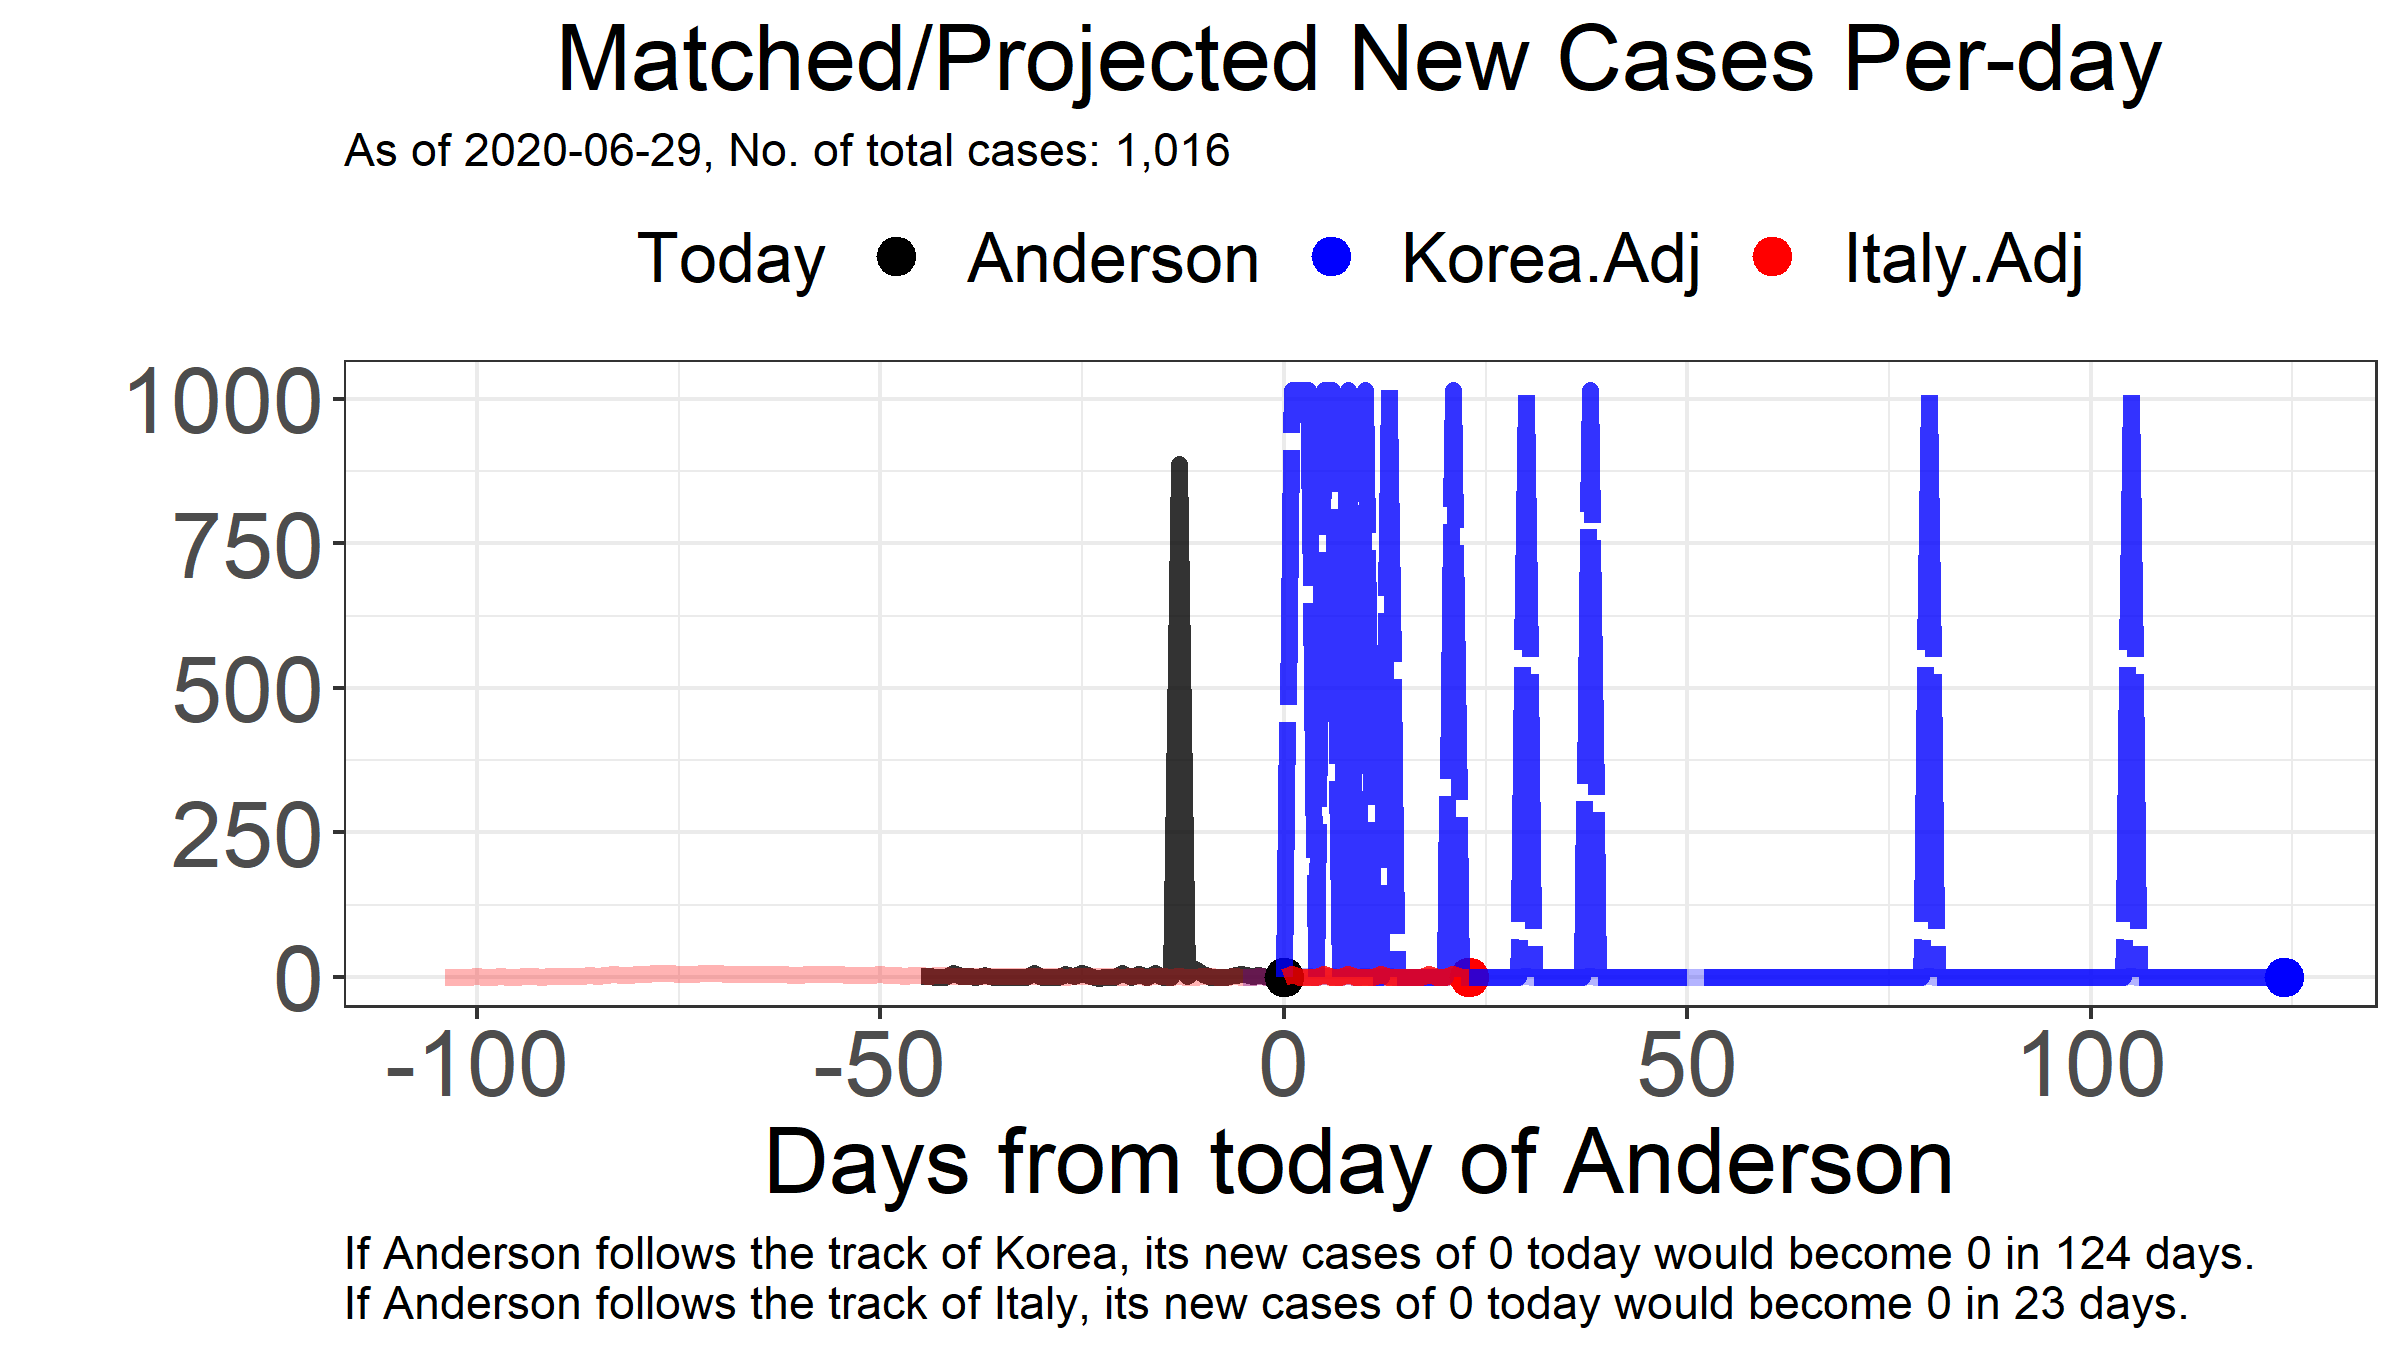 Matched/Projected New Cases Per-day
As of 2020-06-29, No. of total cases: 1,016
Today Anderson Korea.Adj Italy.Adj
1000
750
500
250
0
-100 -50 0 50 100
Days from today of Anderson
If Anderson follows the track of Korea, its new cases of 0 today would become 0 in 124 days.
If Anderson follows the track of Italy, its new cases of 0 today would become 0 in 23 days.